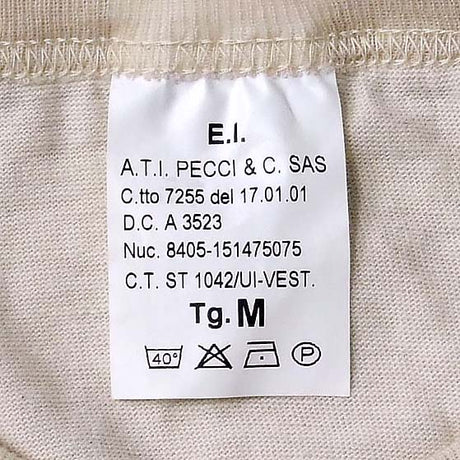 E.I.
A.T.I. PECCI & C. SAS
C.tto 7255 del 17.01.01
D.C. A 3523
Nuc. 8405-151475075
C.T. ST 1042/UI-VEST.
Tg. M
40° P